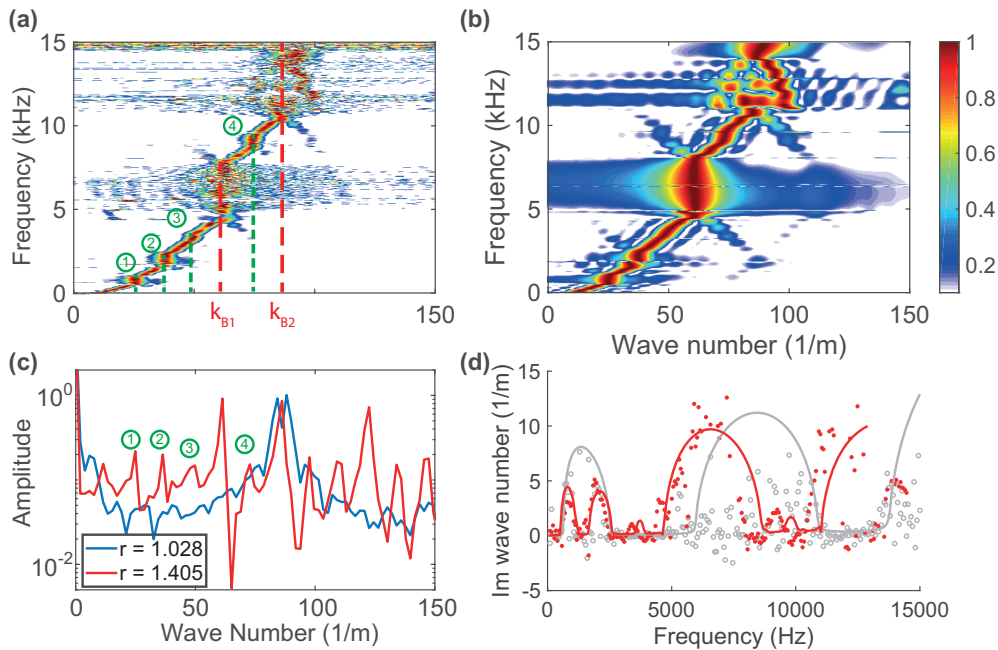 (a)
Frequency (kHz)
15
10
5
0
0
150
①
②
③
④
k_B1
k_B2
(b)
Frequency (kHz)
15
10
5
0
0
50
100
150
Wave number (1/m)
1
0.8
0.6
0.4
0.2
(c)
Amplitude
10^0
10^-2
①
②
③
④
r = 1.028
r = 1.405
0
50
100
150
Wave Number (1/m)
(d)
Im wave number (1/m)
15
10
5
0
-5
0
5000
10000
15000
Frequency (Hz)